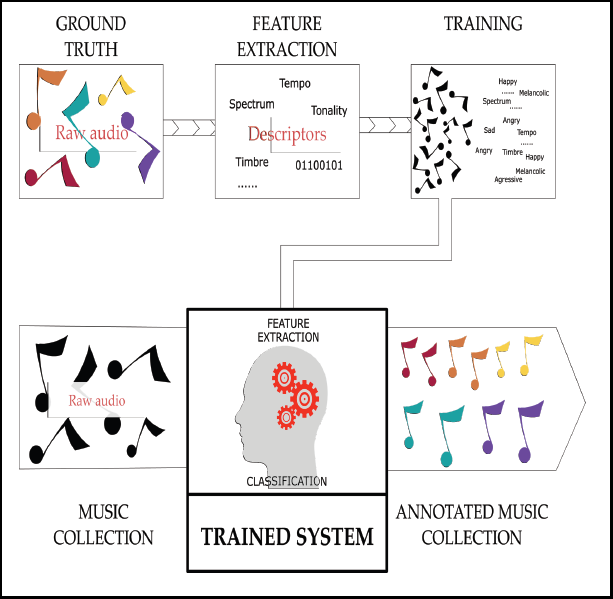 GROUND
TRUTH
FEATURE
EXTRACTION
TRAINING
Raw audio
Tempo
Spectrum
Tonality
Descriptors
Timbre
01100101
......
Happy
......
Melancolic
Spectrum
......
Angry
Sad
Tempo
......
Angry
Timbre
Happy
Melancolic
Agressive
FEATURE
EXTRACTION
Raw audio
CLASSIFICATION
MUSIC
COLLECTION
TRAINED SYSTEM
ANNOTATED MUSIC
COLLECTION